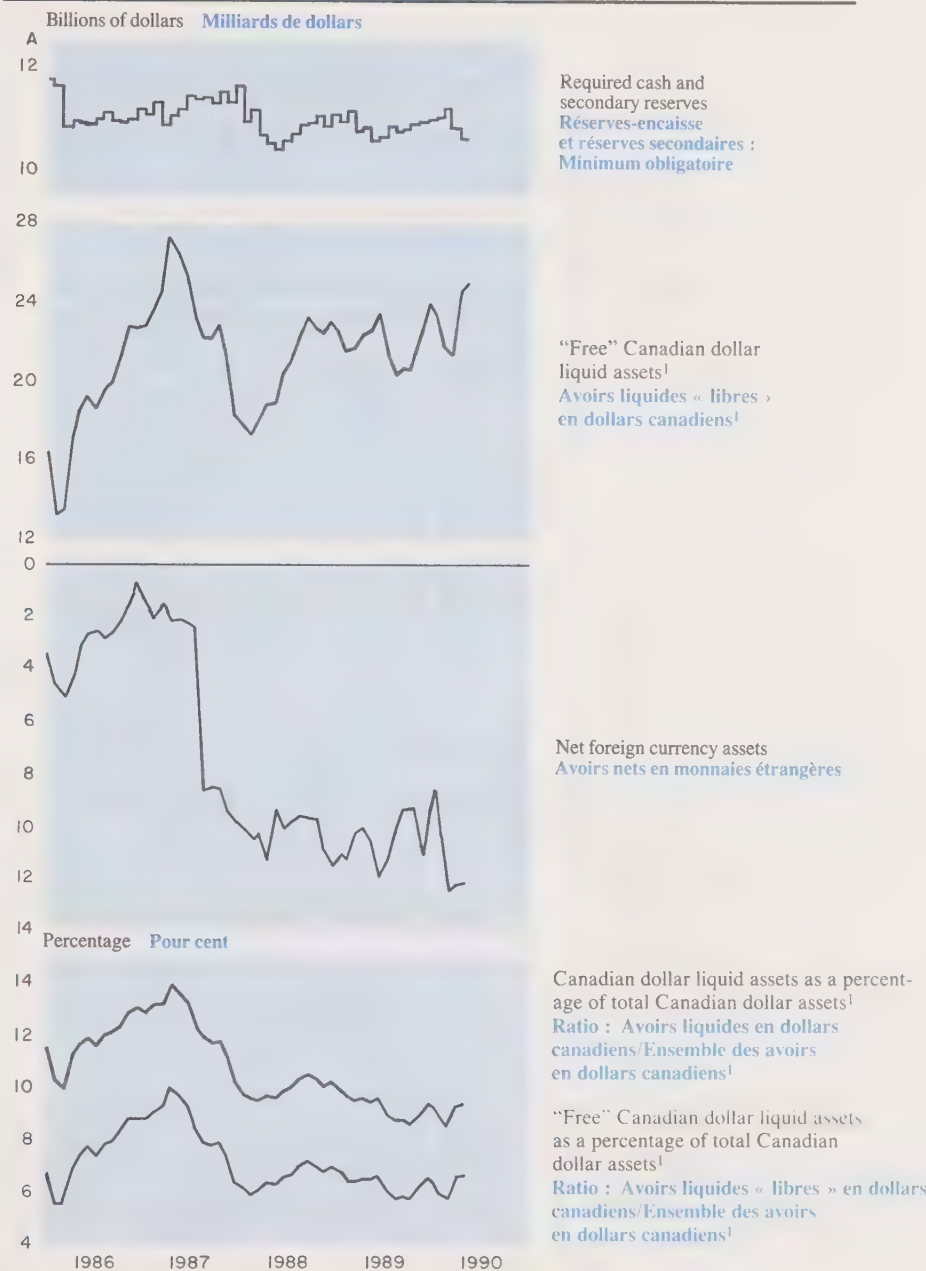 Billions of dollars Milliards de dollars
A
12
10
Required cash and
secondary reserves
Réserves-encaisse
et réserves secondaires :
Minimum obligatoire
28
24
20
16
12
"Free" Canadian dollar
liquid assets¹
Avoirs liquides « libres »
en dollars canadiens¹
0
2
4
6
8
10
12
14
Net foreign currency assets
Avoirs nets en monnaies étrangères
Percentage Pour cent
14
12
10
8
6
4
Canadian dollar liquid assets as a percent-
age of total Canadian dollar assets¹
Ratio : Avoirs liquides en dollars
canadiens/Ensemble des avoirs
en dollars canadiens¹
"Free" Canadian dollar liquid assets
as a percentage of total Canadian
dollar assets¹
Ratio : Avoirs liquides « libres » en dollars
canadiens/Ensemble des avoirs
en dollars canadiens¹
1986 1987 1988 1989 1990